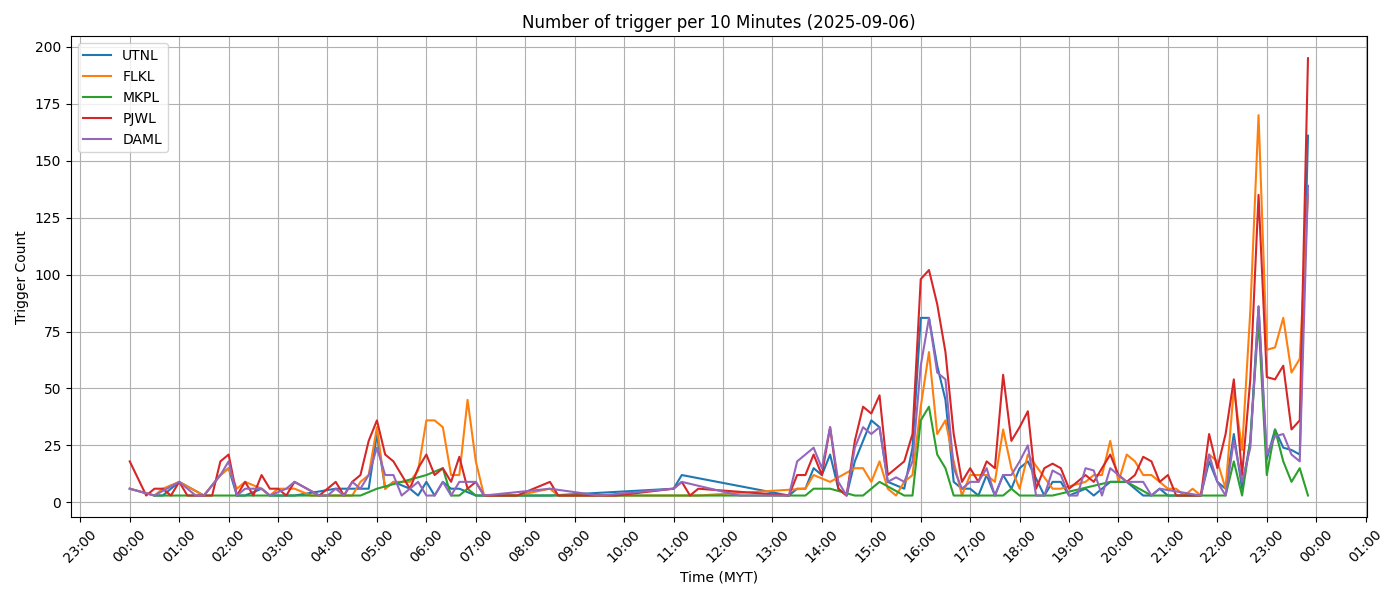 Number of trigger per 10 Minutes (2025-09-06)
UTNL
FLKL
MKPL
PJWL
DAML
Trigger Count
200
175
150
125
100
75
50
25
0
23:00 00:00 01:00 02:00 03:00 04:00 05:00 06:00 07:00 08:00 09:00 10:00 11:00 12:00 13:00 14:00 15:00 16:00 17:00 18:00 19:00 20:00 21:00 22:00 23:00 00:00 01:00
Time (MYT)